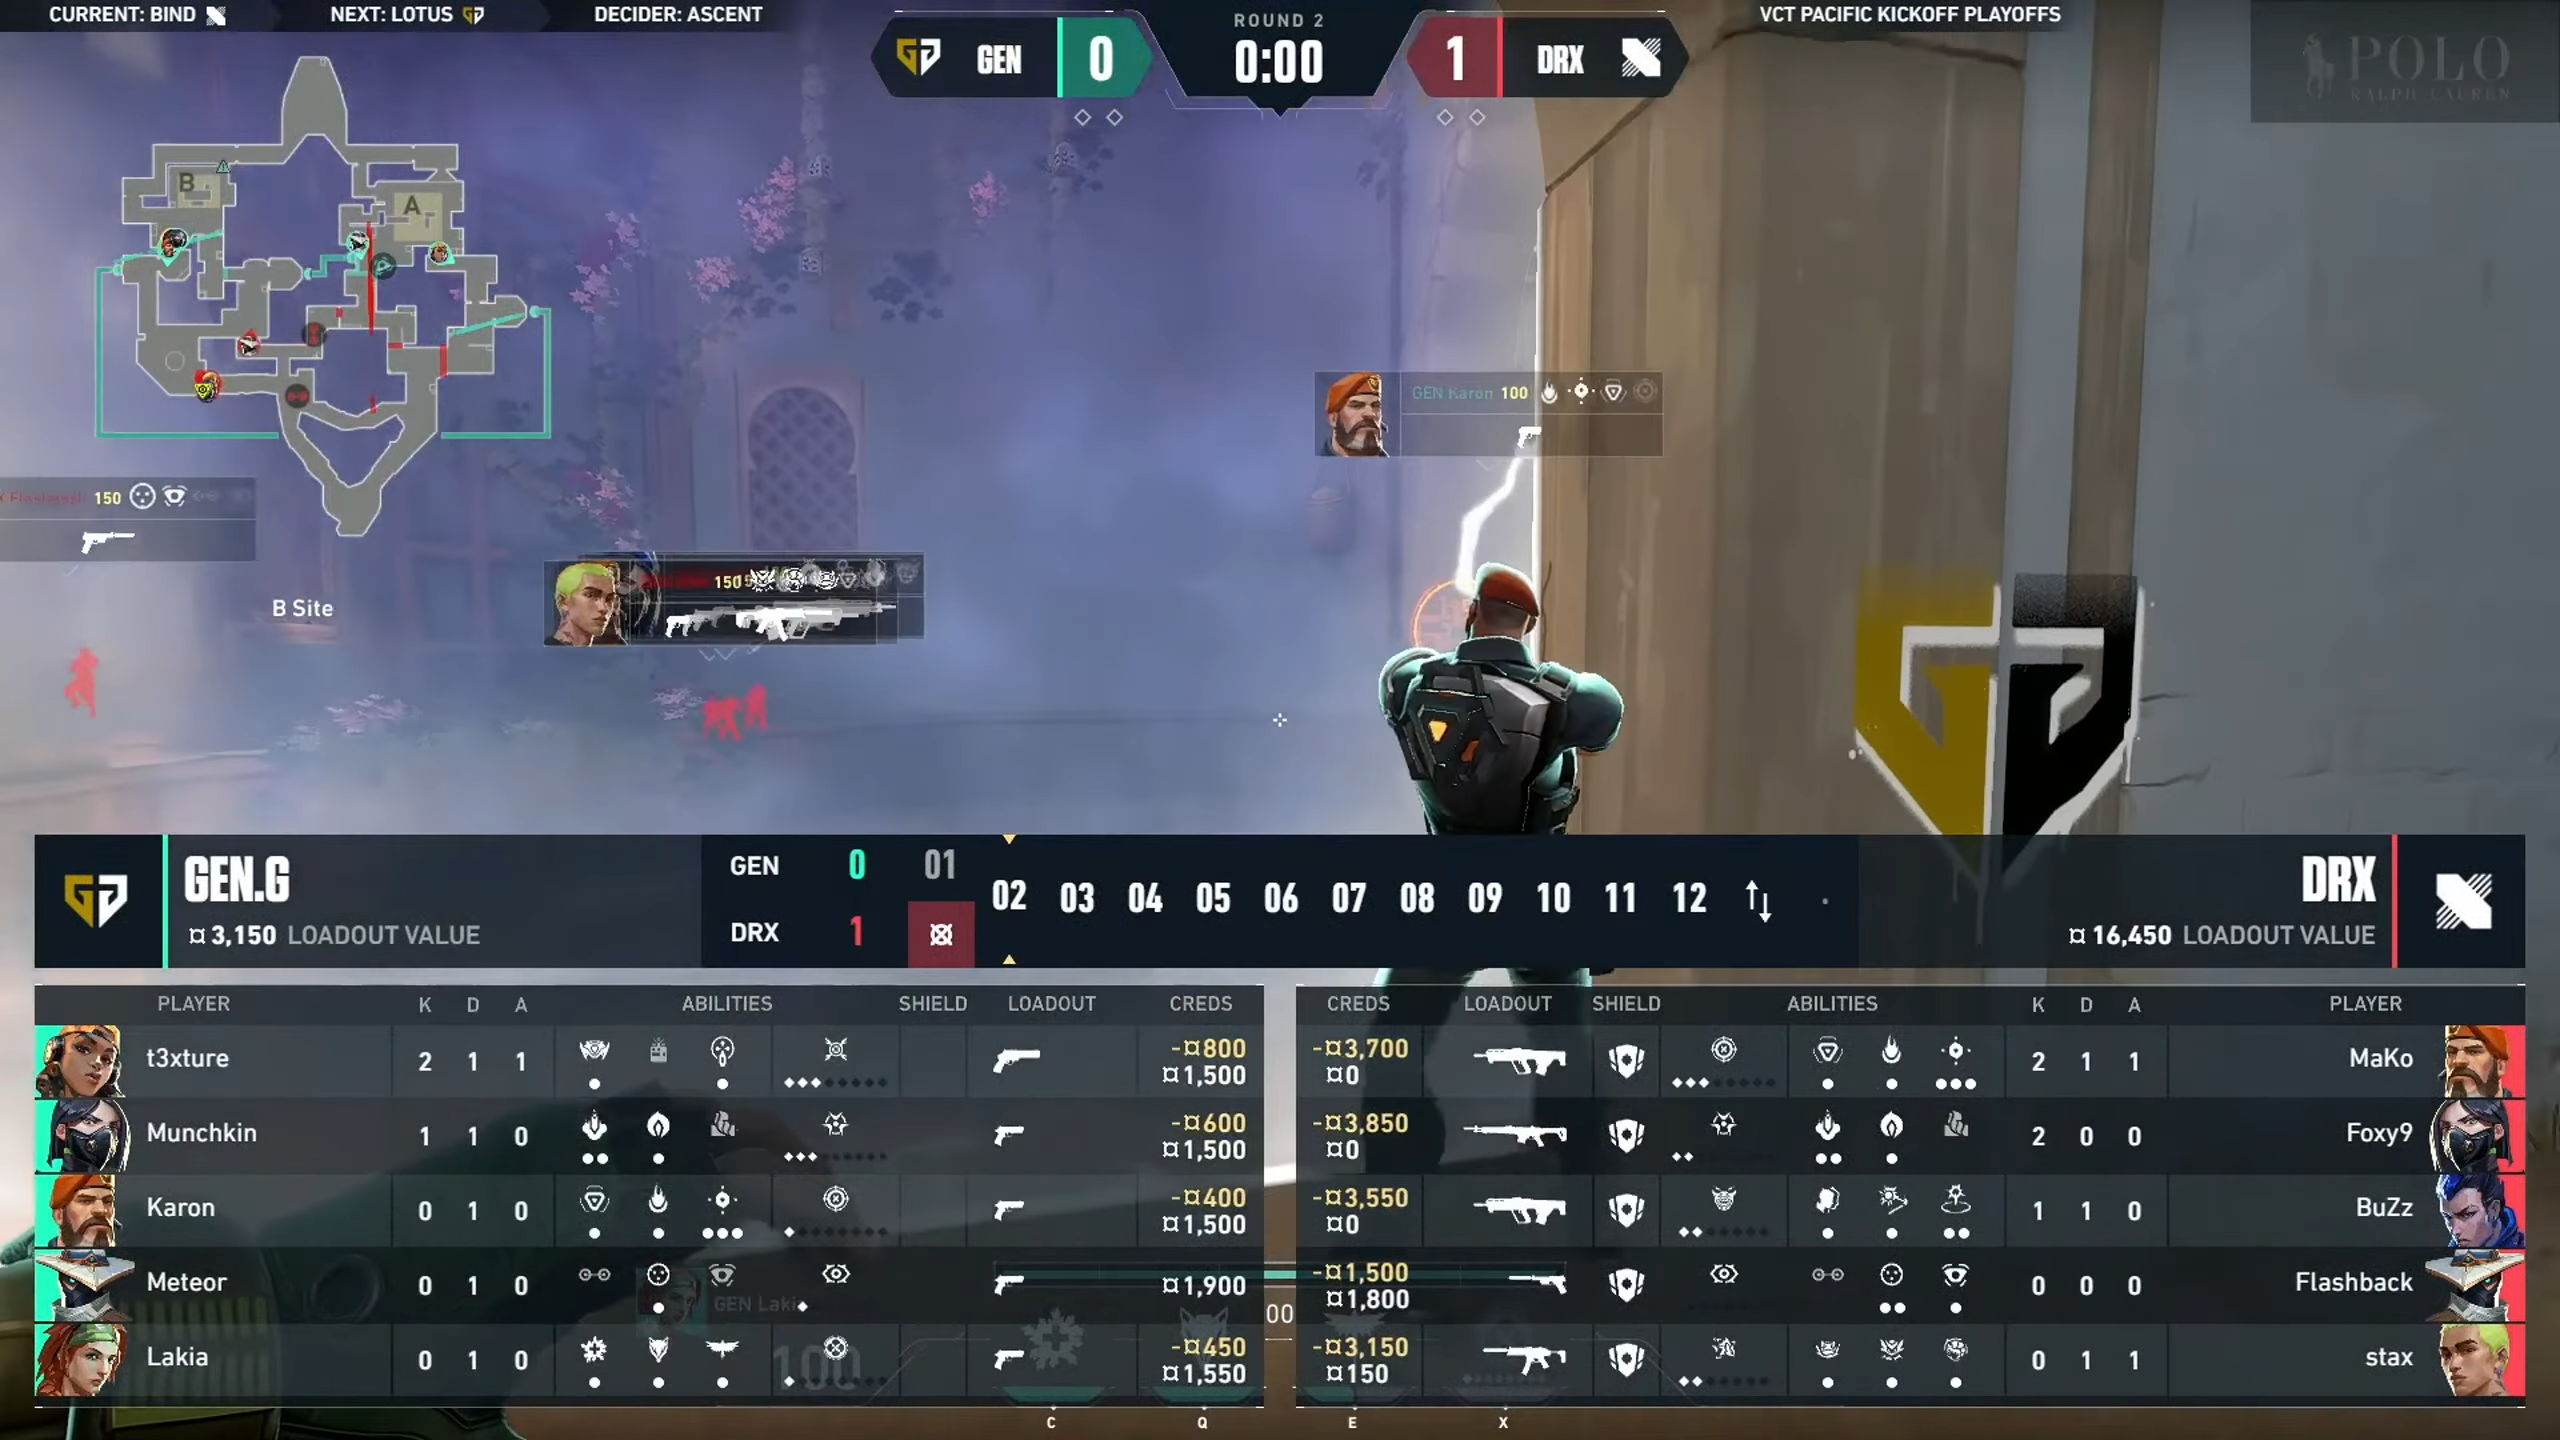 CURRENT: BIND
NEXT: LOTUS
DECIDER: ASCENT
GEN
0
ROUND 2
0:00
1
DRX
VCT PACIFIC KICKOFF PLAYOFFS
POLO
RALPH LAUREN
B
A
GEN Karon 100
150
150
B Site
GEN.G
¤ 3,150 LOADOUT VALUE
GEN 0 01
DRX 1
02 03 04 05 06 07 08 09 10 11 12
DRX
¤ 16,450 LOADOUT VALUE
PLAYER K D A ABILITIES SHIELD LOADOUT CREDS
t3xture 2 1 1 -¤800
¤1,500
Munchkin 1 1 0 -¤600
¤1,500
Karon 0 1 0 -¤400
¤1,500
Meteor 0 1 0 ¤1,900
GEN Lakia
Lakia 0 1 0 -¤450
¤1,550
100
CREDS LOADOUT SHIELD ABILITIES K D A PLAYER
-¤3,700
¤0 2 1 1 MaKo
-¤3,850
¤0 2 0 0 Foxy9
-¤3,550
¤0 1 1 0 BuZz
-¤1,500
¤1,800 0 0 0 Flashback
00
-¤3,150
¤150 0 1 1 stax
C Q E X